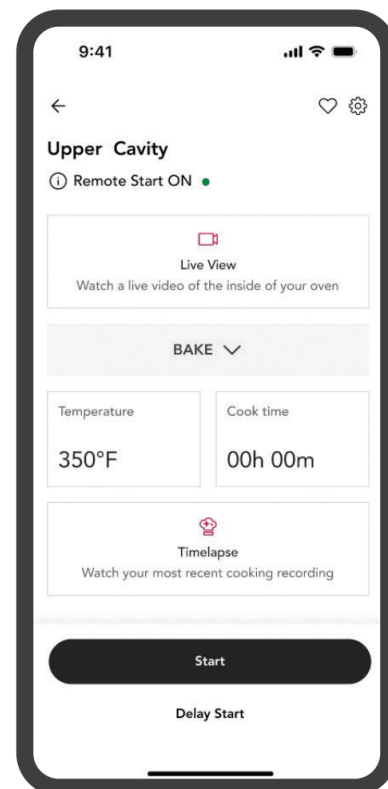 9:41
Upper Cavity
Remote Start ON
Live View
Watch a live video of the inside of your oven
BAKE
Temperature
Cook time
350°F
00h 00m
Timelapse
Watch your most recent cooking recording
Start
Delay Start